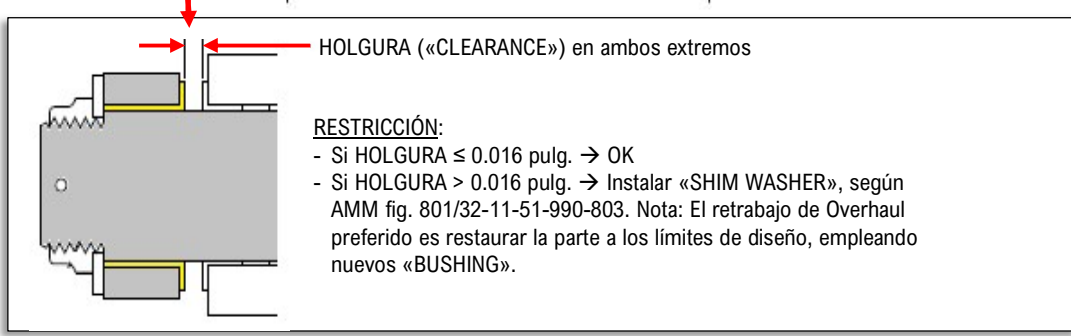 HOLGURA («CLEARANCE») en ambos extremos
RESTRICCIÓN:
- Si HOLGURA ≤ 0.016 pulg. → OK
- Si HOLGURA > 0.016 pulg. → Instalar «SHIM WASHER», según
AMM fig. 801/32-11-51-990-803. Nota: El retrabajo de Overhaul
preferido es restaurar la parte a los límites de diseño, empleando
nuevos «BUSHING».